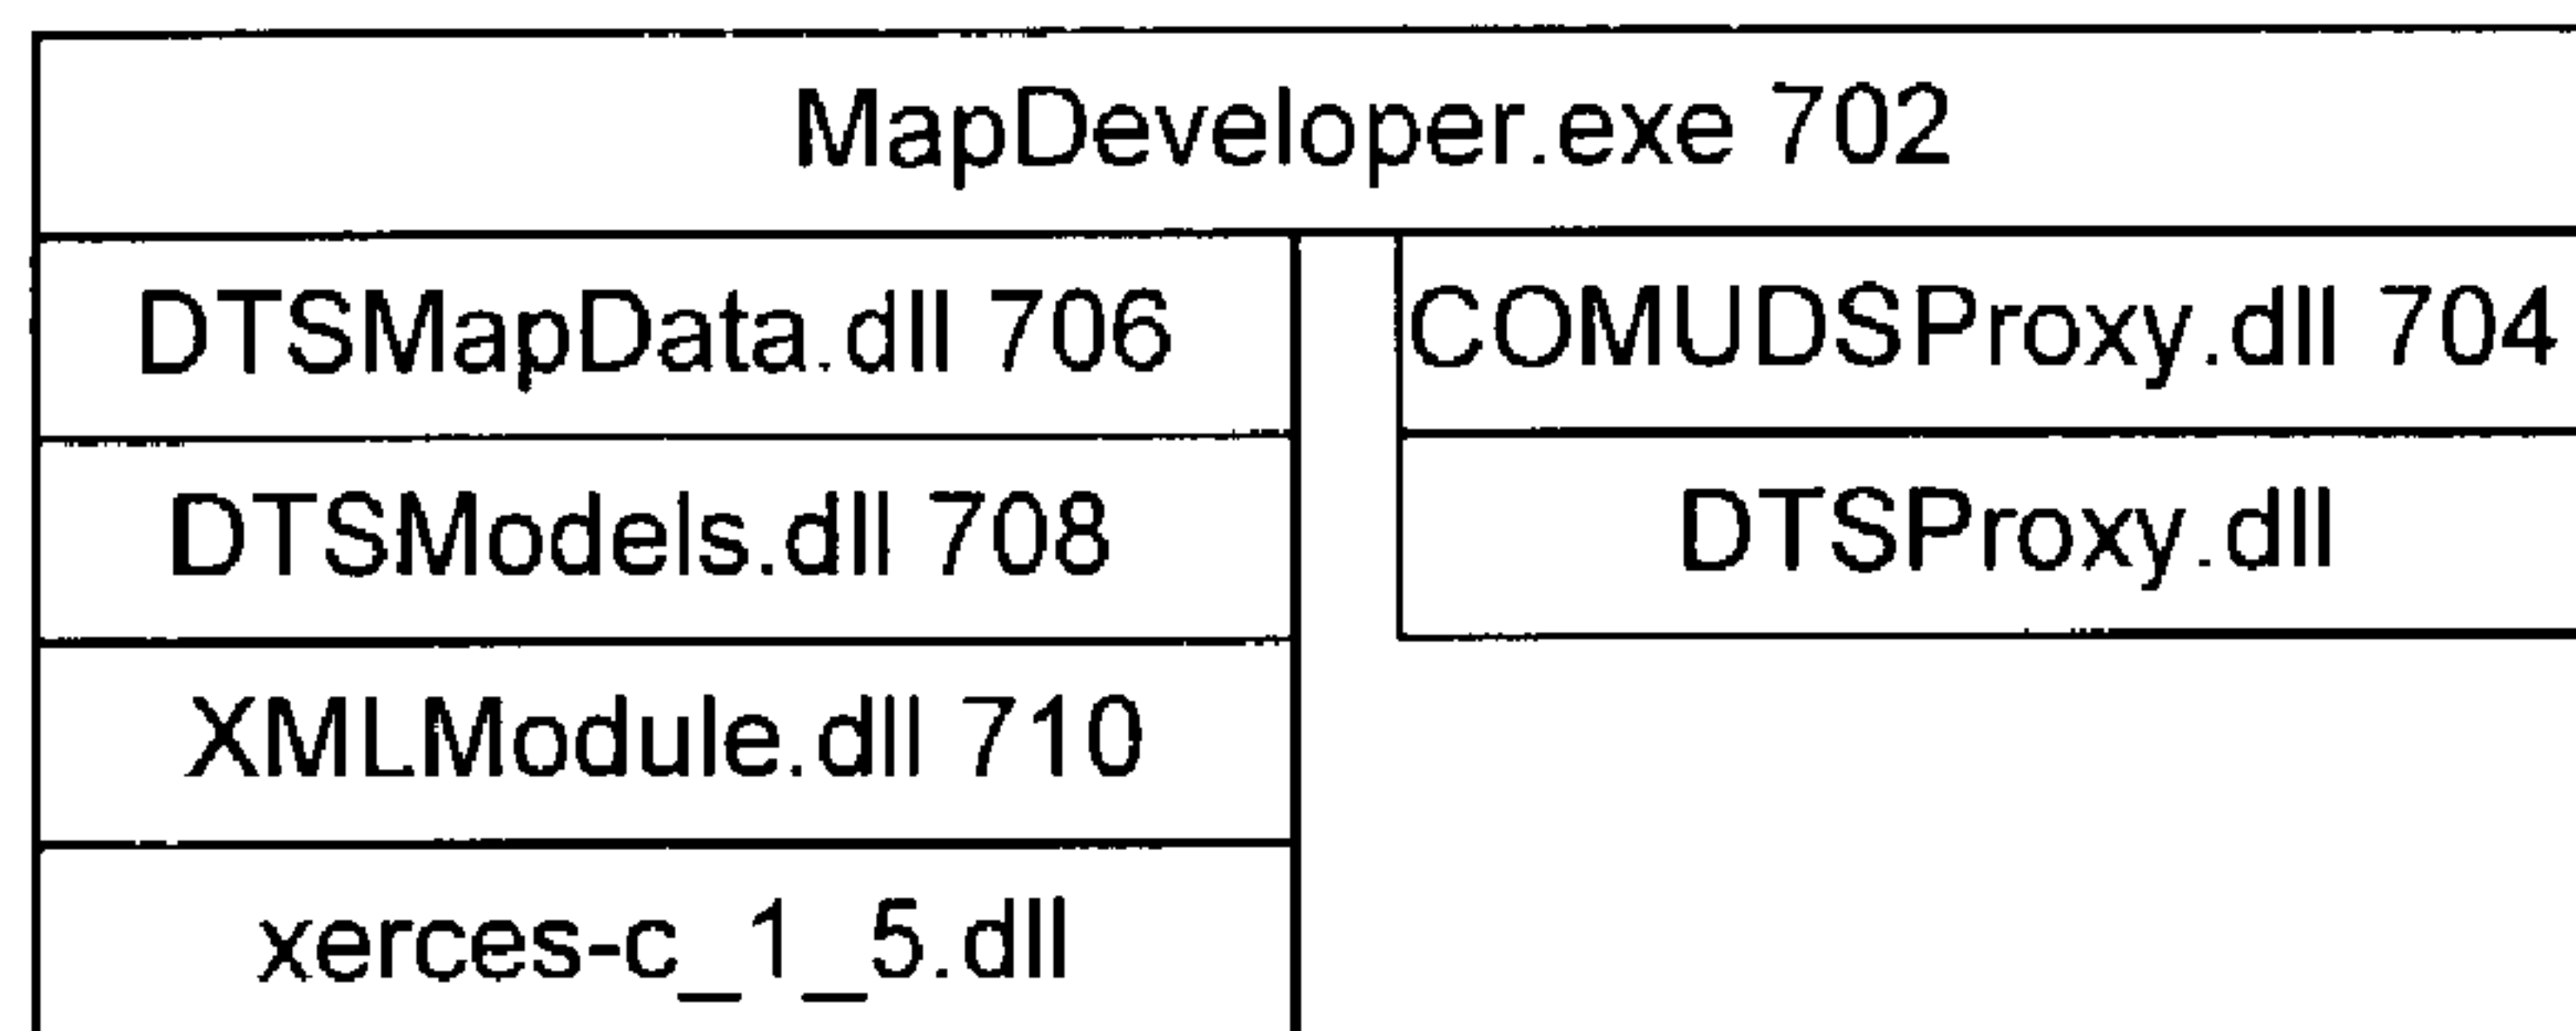 MapDeveloper.exe 702
DTSMapData.dll 706
COMUDSProxy.dll 704
DTSModels.dll 708
DTSProxy.dll
XMLModule.dll 710
xerces-c_1_5.dll